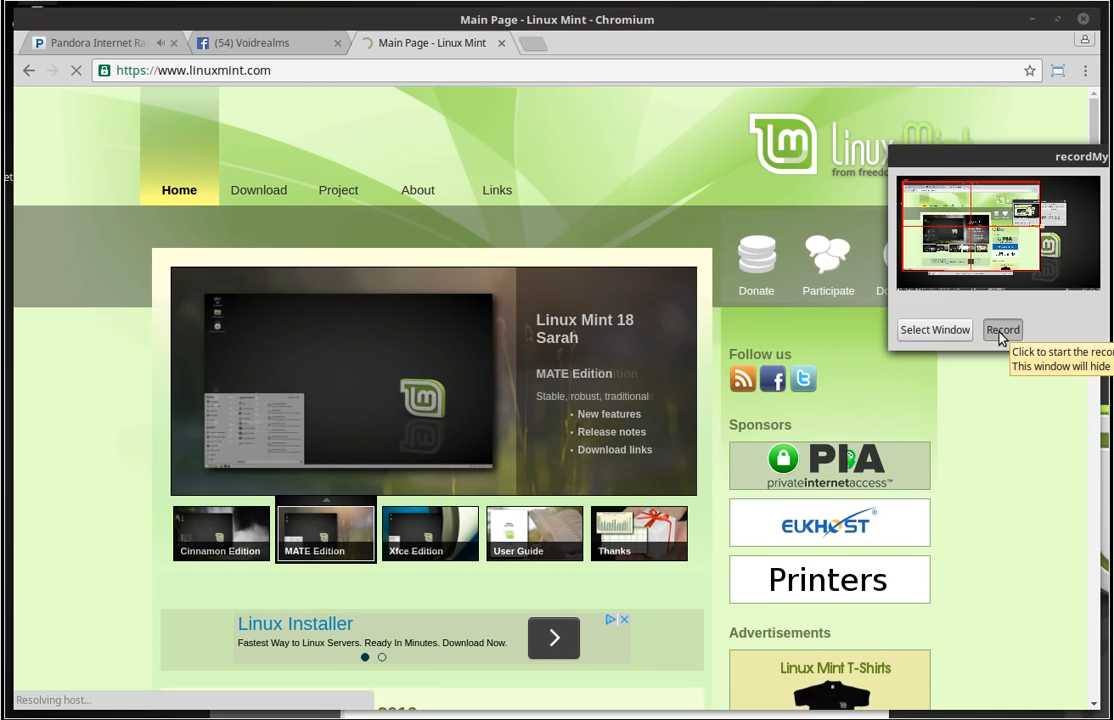 Main Page - Linux Mint - Chromium
Pandora Internet Ra
(54) Voidrealms
Main Page - Linux Mint
https://www.linuxmint.com
from freedo
Home
Download
Project
About
Links
recordMy
Donate
Participate
Select Window
Record
Click to start the recor
This window will hide
Linux Mint 18
Sarah
MATE Edition
Stable, robust, traditional
• New features
• Release notes
• Download links
Follow us
Sponsors
PIA
privateinternetaccess™
EUKHOST
Printers
Cinnamon Edition
MATE Edition
Xfce Edition
User Guide
Thanks
Linux Installer
Fastest Way to Linux Servers. Ready In Minutes. Download Now.
Advertisements
Linux Mint T-Shirts
Resolving host...